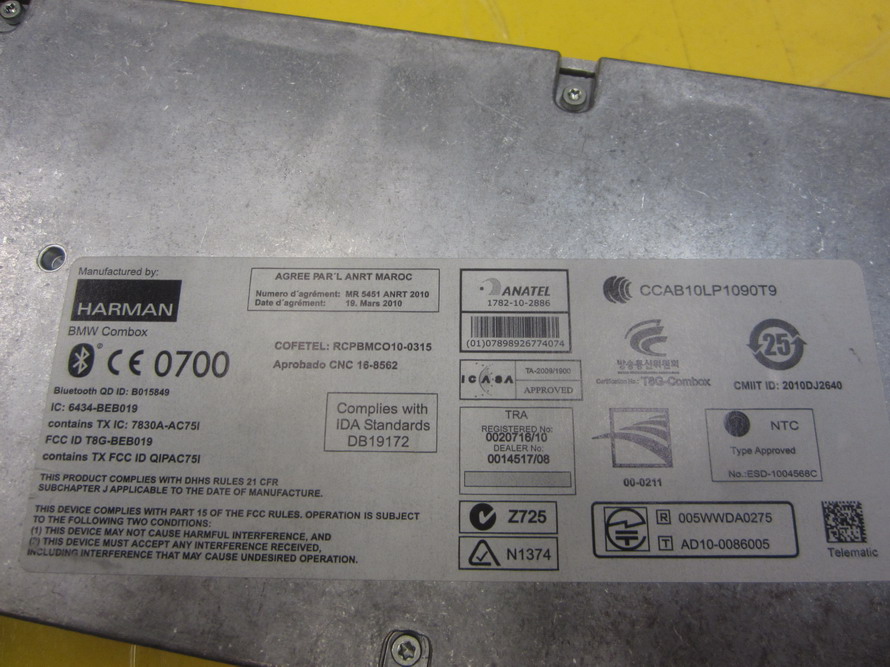 Manufactured by:
HARMAN
BMW Combox
CE 0700
Bluetooth QD ID: B015849
IC: 6434-BEB019
contains TX IC: 7830A-AC75I
FCC ID T8G-BEB019
contains TX FCC ID QIPAC75I
THIS PRODUCT COMPLIES WITH DHHS RULES 21 CFR
SUBCHAPTER J APPLICABLE TO THE DATE OF MANUFACTURE.
THIS DEVICE COMPLIES WITH PART 15 OF THE FCC RULES. OPERATION IS SUBJECT
TO THE FOLLOWING TWO CONDITIONS:
(1) THIS DEVICE MAY NOT CAUSE HARMFUL INTERFERENCE, AND
(2) THIS DEVICE MUST ACCEPT ANY INTERFERENCE RECEIVED,
INCLUDING INTERFERENCE THAT MAY CAUSE UNDESIRED OPERATION.
AGREE PAR´L ANRT MAROC
Numero d´agrément: MR 5451 ANRT 2010
Date d´agrément: 19. Mars 2010
COFETEL: RCPBMCO10-0315
Aprobado CNC 16-8562
Complies with
IDA Standards
DB19172
ANATEL
1782-10-2886
(01)07898926774074
ICASA
TA-2009/1900
APPROVED
TRA
REGISTERED No:
0020716/10
DEALER No:
0014517/08
Z725
N1374
CCAB10LP1090T9
방송통신위원회
Certification No.: T8G-Combox
25
CMIIT ID: 2010DJ2640
00-0211
NTC
Type Approved
No.:ESD-1004568C
R 005WWDA0275
T AD10-0086005
Telematic